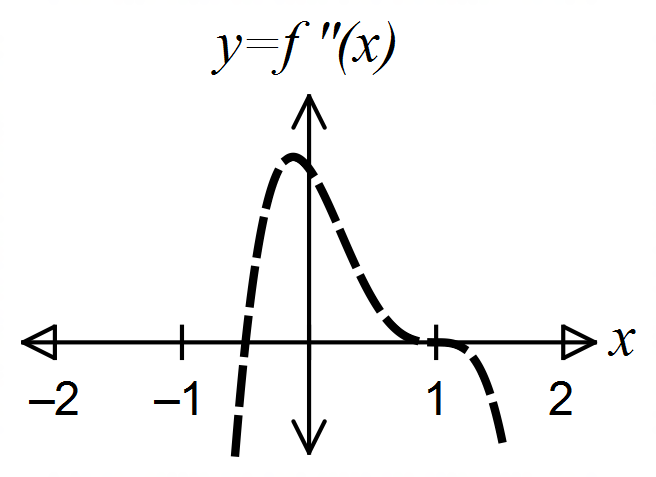 y=f "(x)
x
–2 –1 1 2